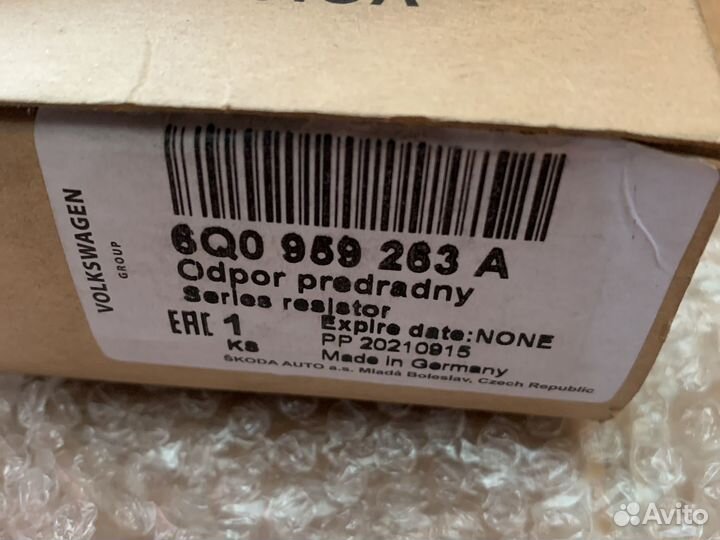 VOLKSWAGEN
GROUP
6Q0 959 263 A
Odpor predradny
Series resistor
EAC 1
Ks
Expire date:NONE
PP 20210915
Made in Germany
ŠKODA AUTO a.s. Mladá Boleslav, Czech Republic
Avito